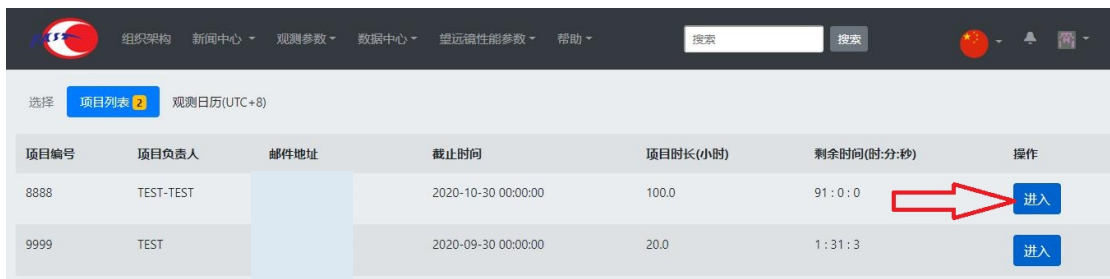 FAST 组织架构 新闻中心 观测参数 数据中心 望远镜性能参数 帮助 搜索 搜索
选择 项目列表 2 观测日历(UTC+8)
项目编号 项目负责人 邮件地址 截止时间 项目时长(小时) 剩余时间(时:分:秒) 操作
8888 TEST-TEST 2020-10-30 00:00:00 100.0 91 : 0 : 0 进入
9999 TEST 2020-09-30 00:00:00 20.0 1 : 31 : 3 进入